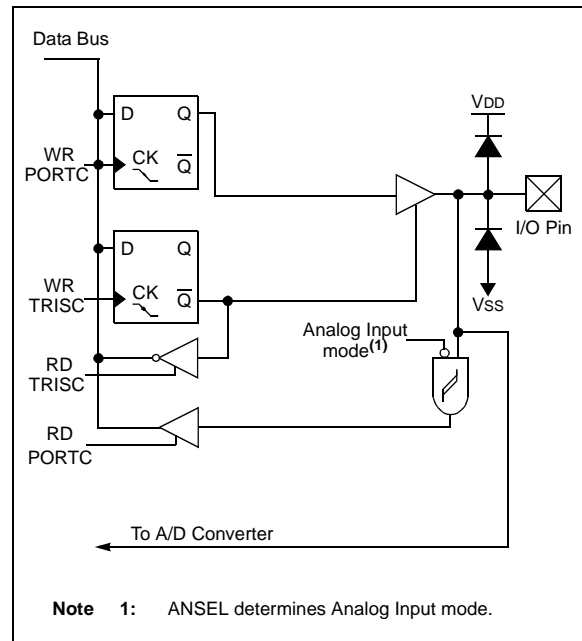 Data Bus
D Q
WR
PORTC
CK
Q
VDD
I/O Pin
D Q
WR
TRISC
CK
Q
VSS
Analog Input
mode(1)
RD
TRISC
RD
PORTC
To A/D Converter
Note 1: ANSEL determines Analog Input mode.